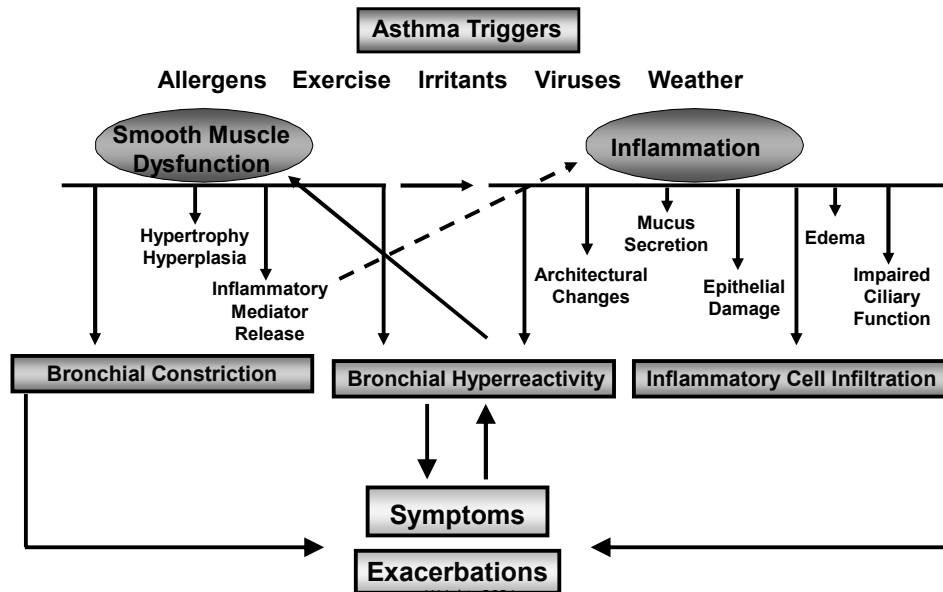 Asthma Triggers
Allergens Exercise Irritants Viruses Weather
Smooth Muscle
Dysfunction
Inflammation
Hypertrophy
Hyperplasia
Inflammatory
Mediator
Release
Architectural
Changes
Mucus
Secretion
Epithelial
Damage
Edema
Impaired
Ciliary
Function
Bronchial Constriction
Bronchial Hyperreactivity
Inflammatory Cell Infiltration
Symptoms
Exacerbations